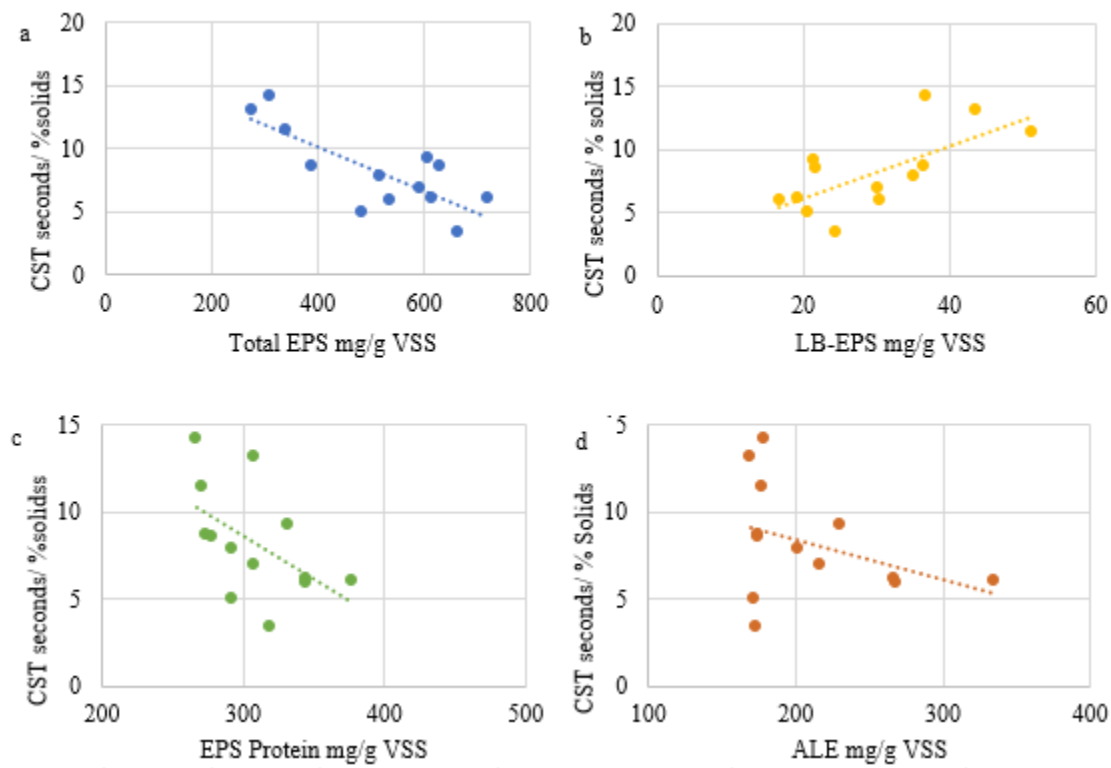 a
CST seconds/ %solids
20
15
10
5
0
0 200 400 600 800
Total EPS mg/g VSS
b
CST seconds/ % solids
20
15
10
5
0
0 20 40 60
LB-EPS mg/g VSS
c
CST seconds/ %solidss
15
10
5
0
200 300 400 500
EPS Protein mg/g VSS
d
CST seconds/ % Solids
5
10
5
0
100 200 300 400
ALE mg/g VSS